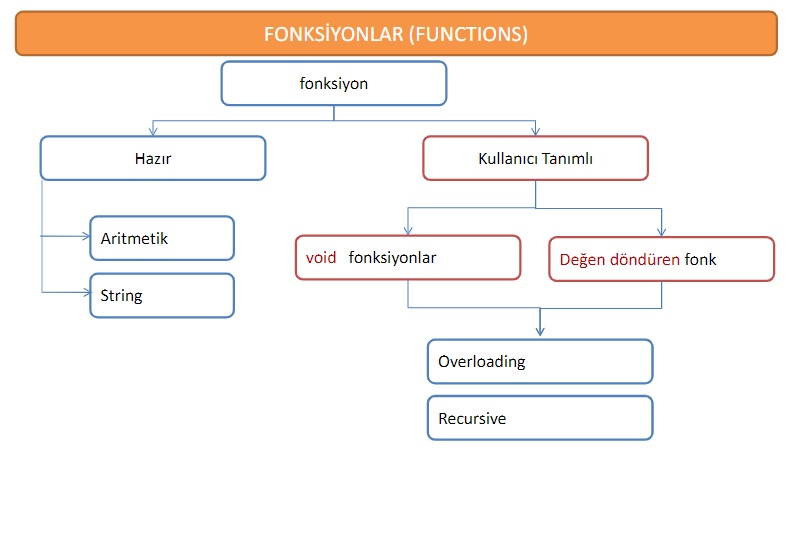 FONKSİYONLAR (FUNCTIONS)
fonksiyon
Hazır
Kullanıcı Tanımlı
Aritmetik
String
void fonksiyonlar
Değen döndüren fonk
Overloading
Recursive